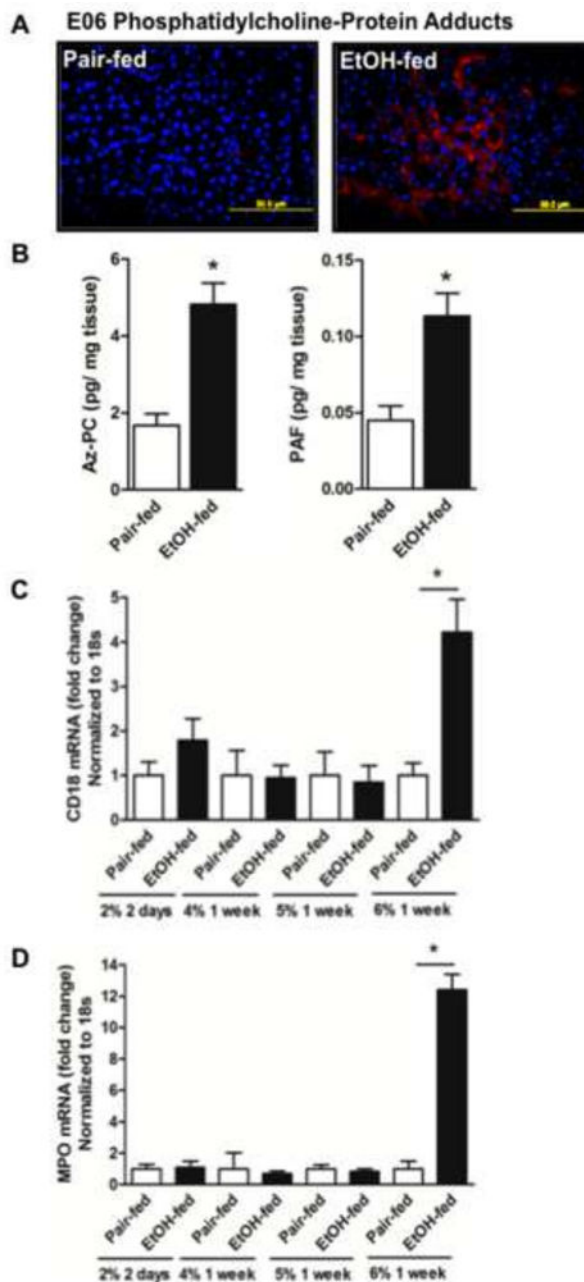 A E06 Phosphatidylcholine-Protein Adducts
Pair-fed EtOH-fed
B
Az-PC (pg/ mg tissue)
6
4
2
0
Pair-fed
EtOH-fed
*
PAF (pg/ mg tissue)
0.15
0.10
0.05
0.00
Pair-fed
EtOH-fed
*
C
CD18 mRNA (fold change)
Normalized to 18s
5
4
3
2
1
0
*
Pair-fed
EtOH-fed
Pair-fed
EtOH-fed
Pair-fed
EtOH-fed
Pair-fed
EtOH-fed
2% 2 days 4% 1 week 5% 1 week 6% 1 week
D
MPO mRNA (fold change)
Normalized to 18s
14
12
10
8
6
4
2
0
*
Pair-fed
EtOH-fed
Pair-fed
EtOH-fed
Pair-fed
EtOH-fed
Pair-fed
EtOH-fed
2% 2 days 4% 1 week 5% 1 week 6% 1 week